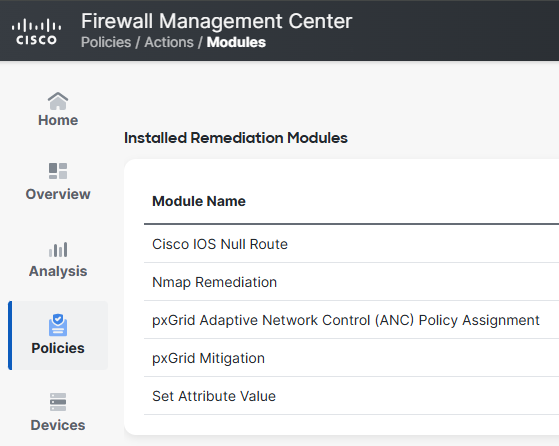 CISCO
Firewall Management Center
Policies / Actions / Modules
Home
Overview
Analysis
Policies
Devices
Installed Remediation Modules
Module Name
Cisco IOS Null Route
Nmap Remediation
pxGrid Adaptive Network Control (ANC) Policy Assignment
pxGrid Mitigation
Set Attribute Value